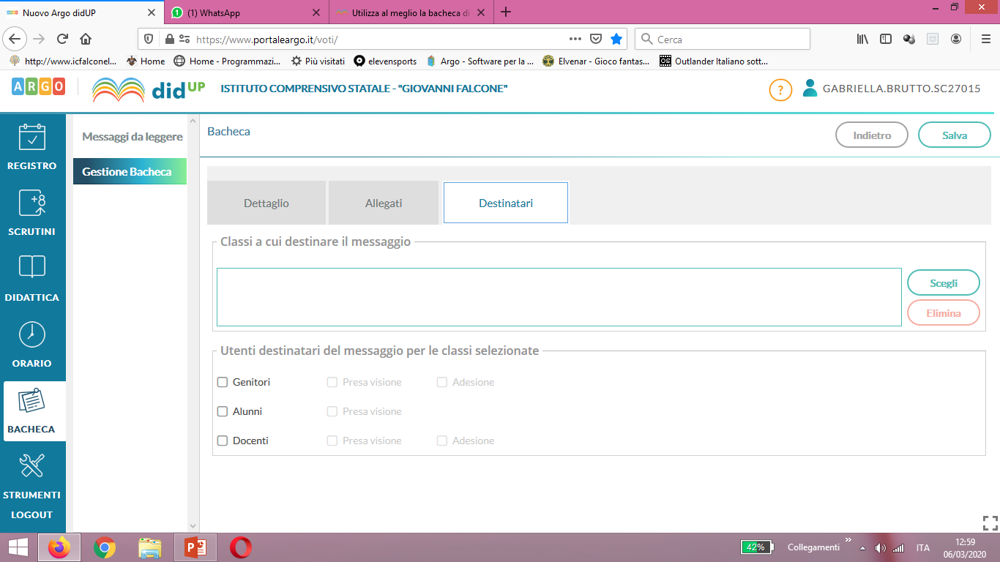 Nuovo Argo didUP
(1) WhatsApp
Utilizza al meglio la bacheca di
https://www.portaleargo.it/voti/
Cerca
http://www.icfalconel...
Home
Home - Programmazi...
Più visitati
elevensports
Argo - Software per la ...
Elvenar - Gioco fantas...
Outlander Italiano sott...
ARGO
didUP
ISTITUTO COMPRENSIVO STATALE - "GIOVANNI FALCONE"
?
GABRIELLA.BRUTTO.SC27015
REGISTRO
+8
SCRUTINI
DIDATTICA
ORARIO
BACHECA
STRUMENTI
LOGOUT
Messaggi da leggere
Gestione Bacheca
Bacheca
Indietro
Salva
Dettaglio
Allegati
Destinatari
Classi a cui destinare il messaggio
Scegli
Elimina
Utenti destinatari del messaggio per le classi selezionate
Genitori Presa visione Adesione
Alunni Presa visione
Docenti Presa visione Adesione
42%
Collegamenti
ITA
12:59
06/03/2020